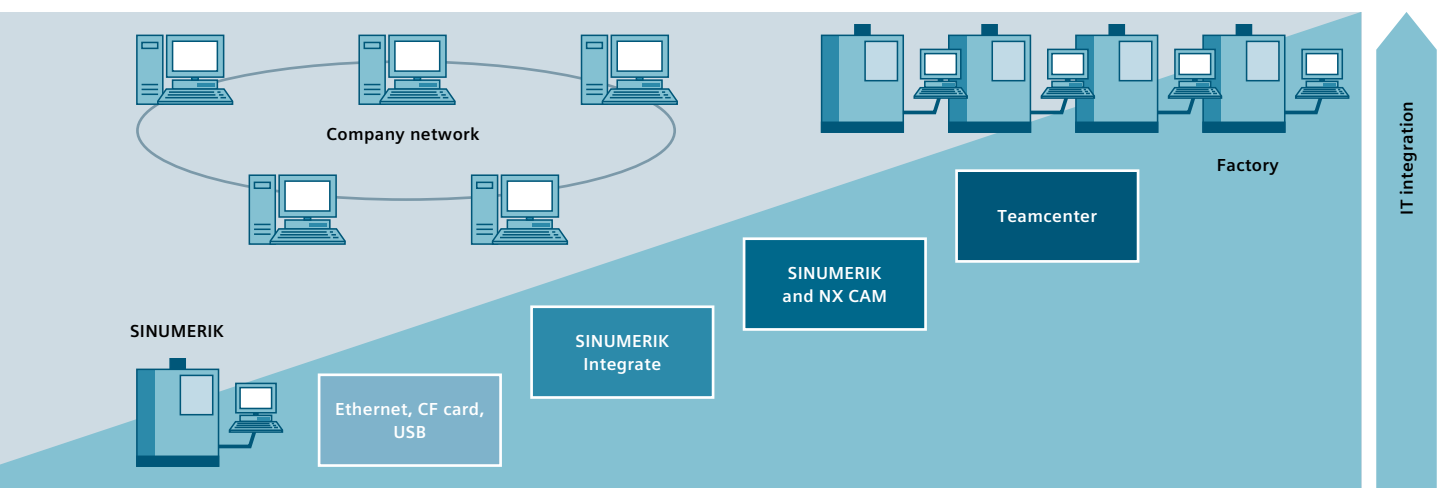 Company network
Factory
IT integration
Teamcenter
SINUMERIK
and NX CAM
SINUMERIK
Integrate
SINUMERIK
Ethernet, CF card,
USB